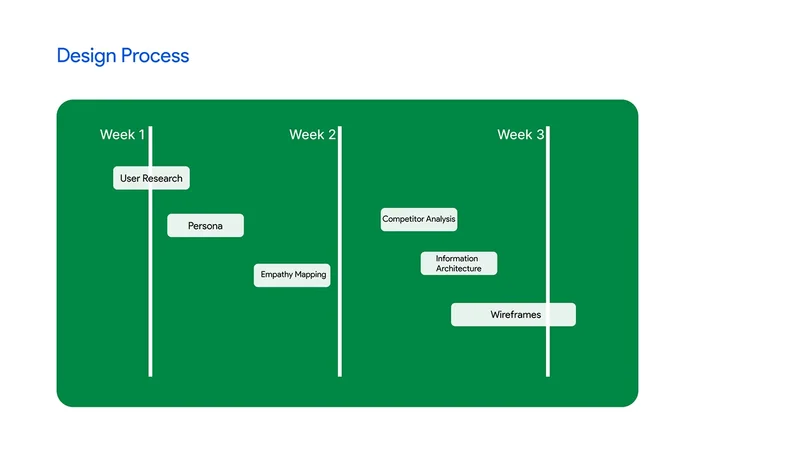 Design Process
Week 1
Week 2
Week 3
User Research
Persona
Competitor Analysis
Empathy Mapping
Information
Architecture
Wireframes